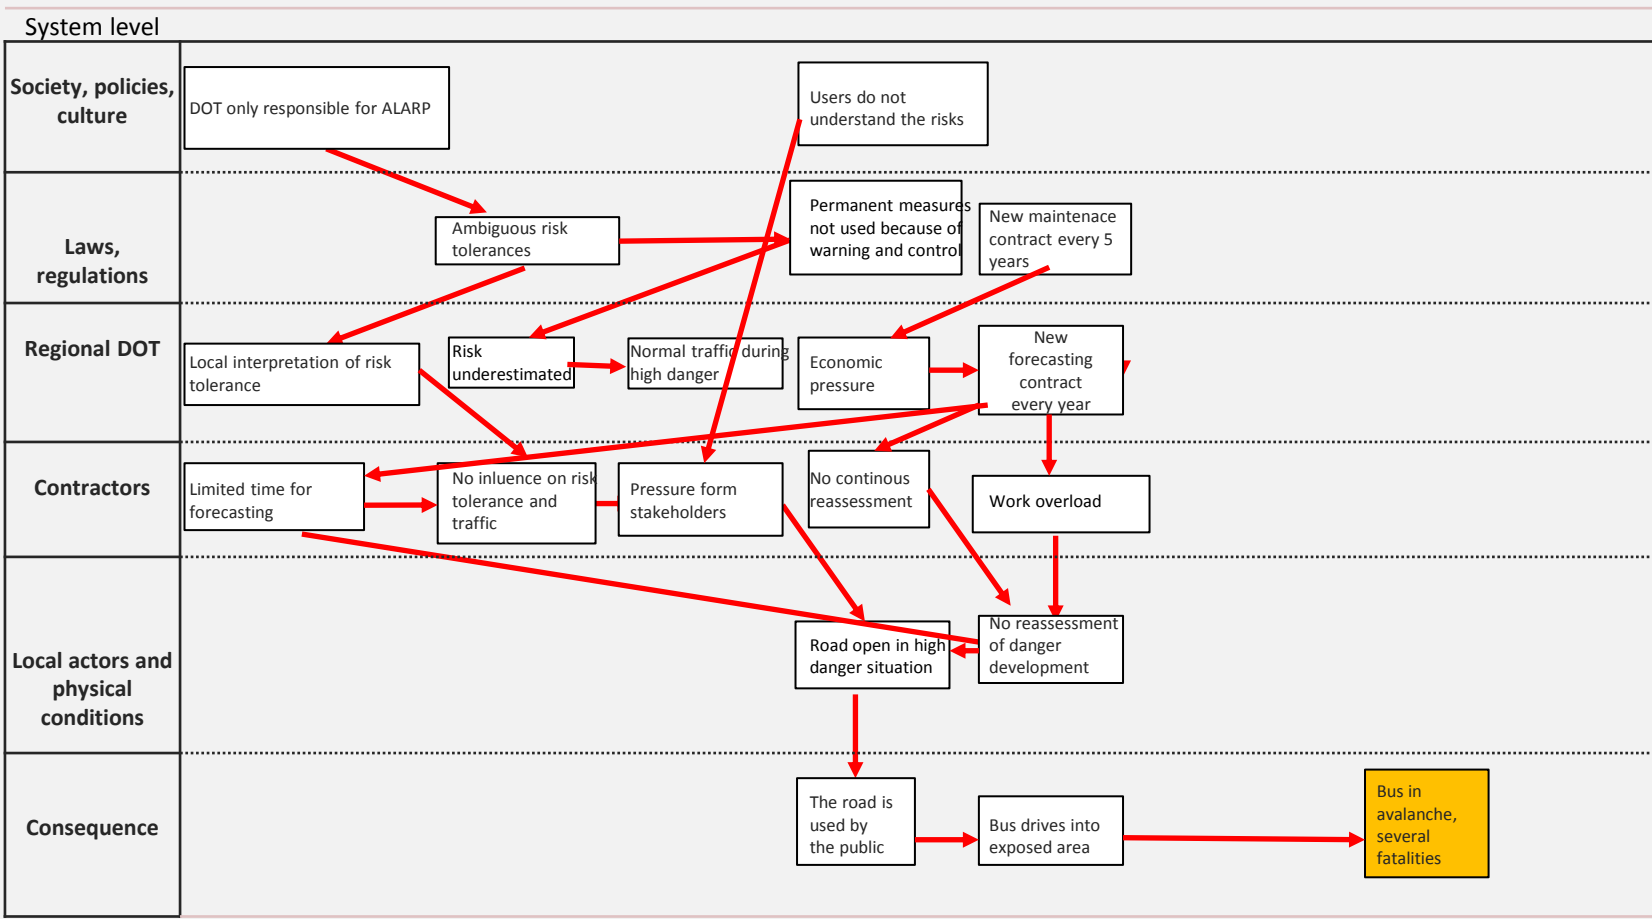 System level
Society, policies,
culture
DOT only responsible for ALARP
Users do not
understand the risks
Laws,
regulations
Ambiguous risk
tolerances
Permanent measures
not used because of
warning and control
New maintenace
contract every 5
years
Regional DOT
Local interpretation of risk
tolerance
Risk
underestimated
Normal traffic during
high danger
Economic
pressure
New
forecasting
contract
every year
Contractors
Limited time for
forecasting
No inluence on risk
tolerance and
traffic
Pressure form
stakeholders
No continous
reassessment
Work overload
Local actors and
physical
conditions
Road open in high
danger situation
No reassessment
of danger
development
Consequence
The road is
used by
the public
Bus drives into
exposed area
Bus in
avalanche,
several
fatalities